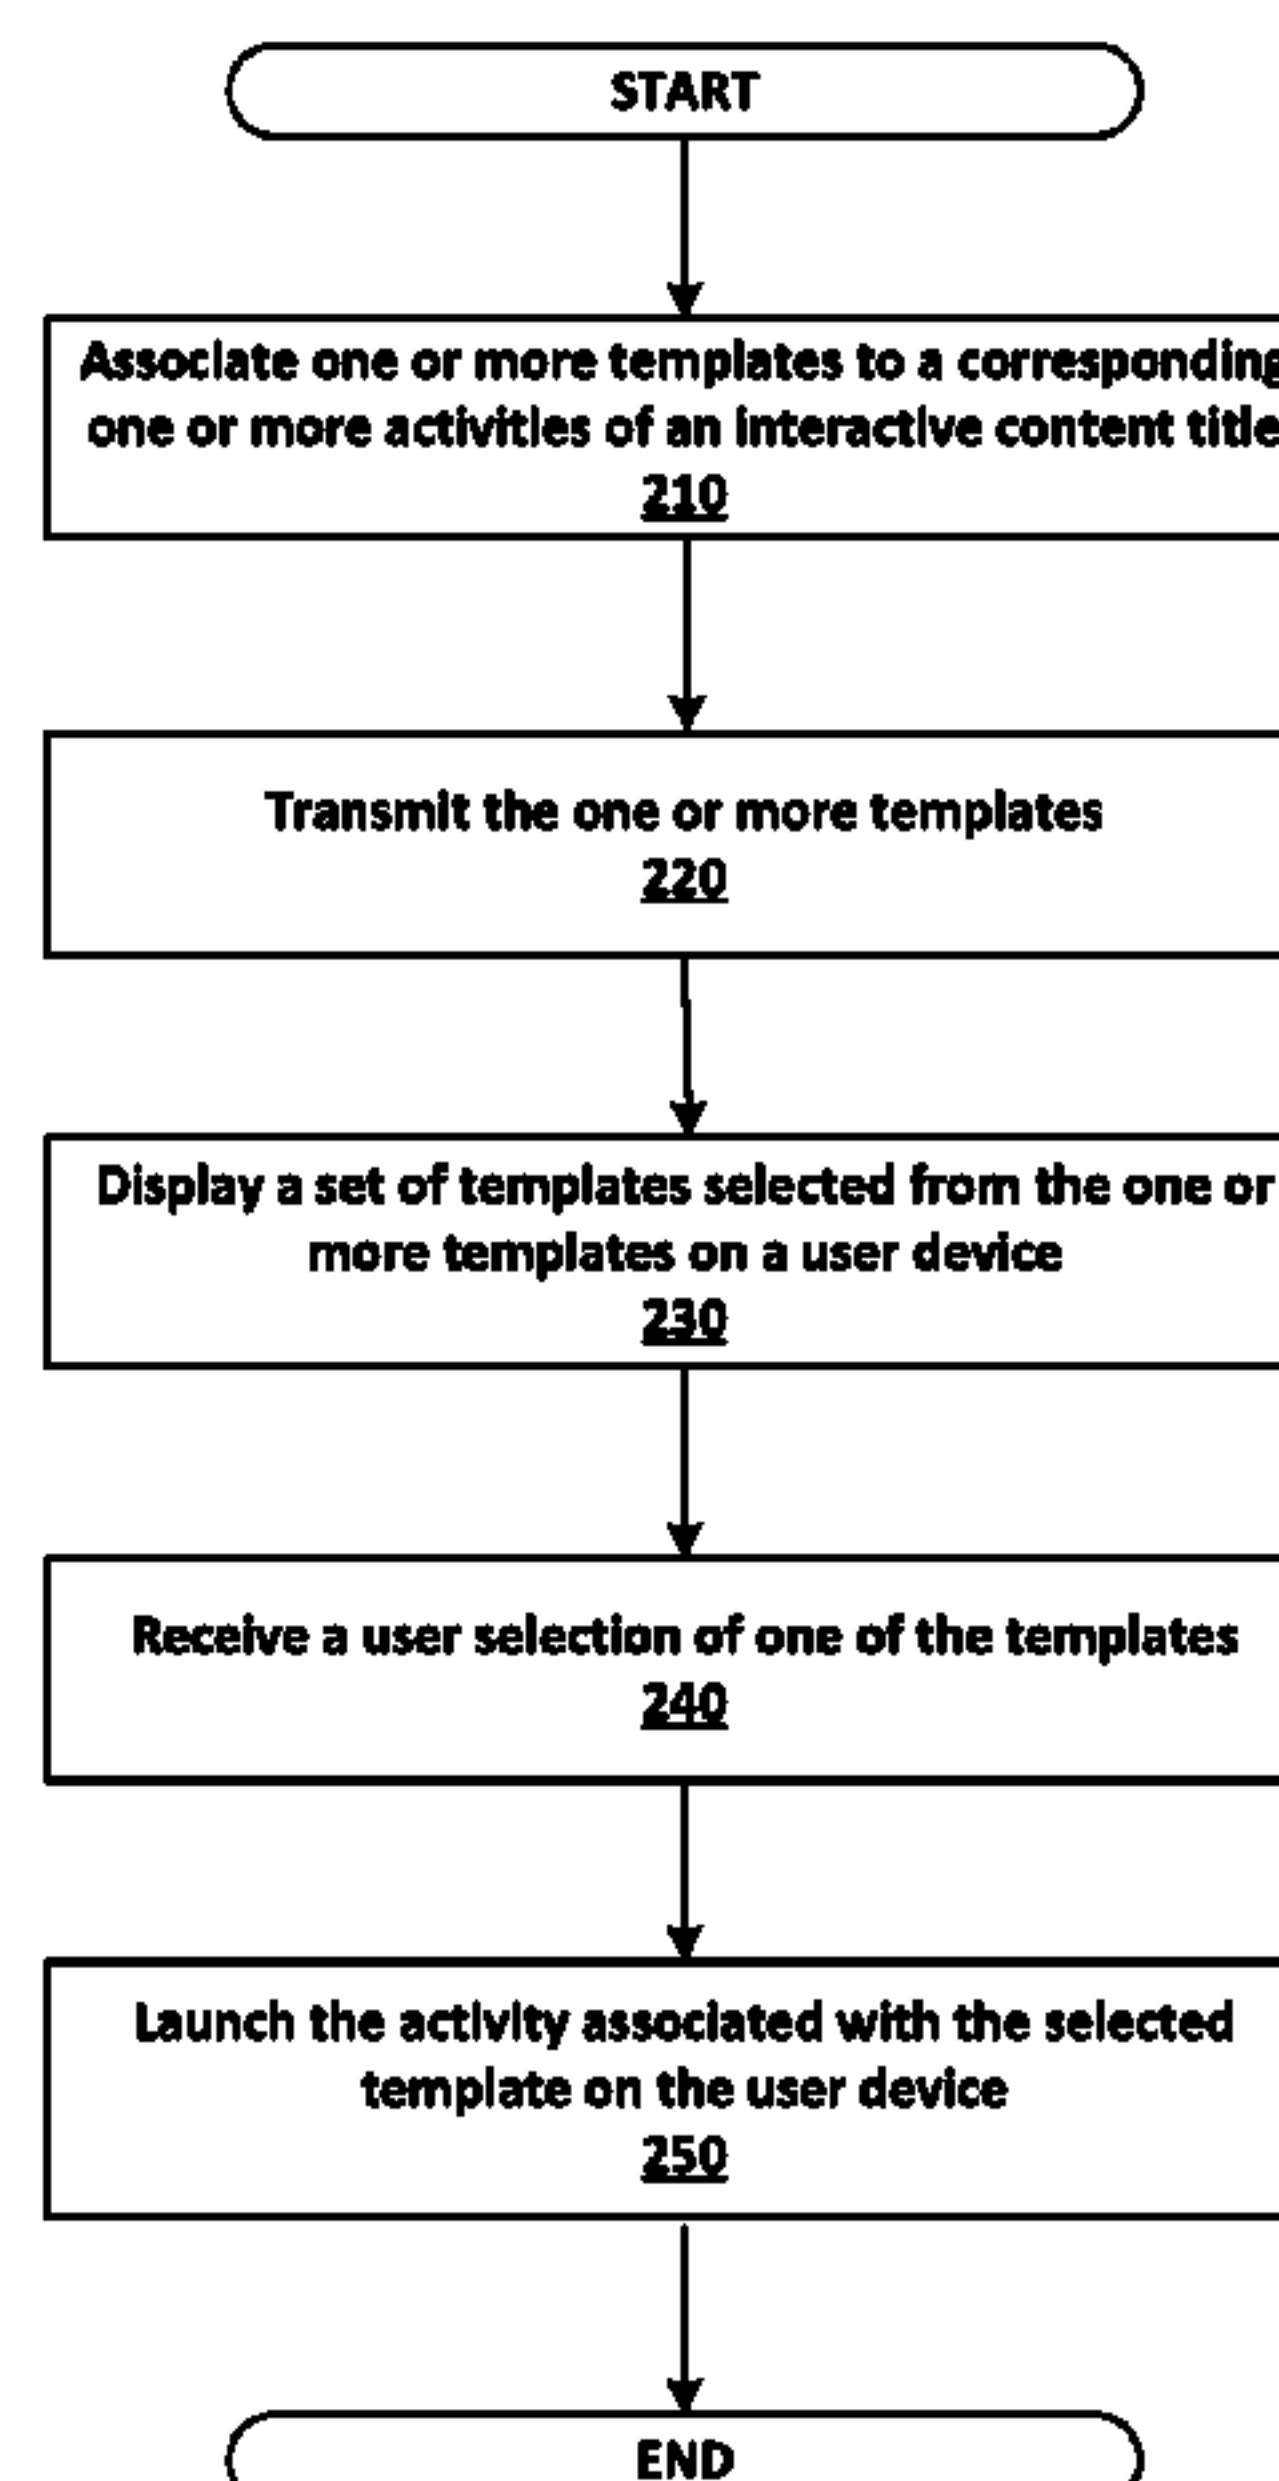 START
Associate one or more templates to a corresponding
one or more activities of an interactive content title
210
Transmit the one or more templates
220
Display a set of templates selected from the one or
more templates on a user device
230
Receive a user selection of one of the templates
240
Launch the activity associated with the selected
template on the user device
250
END